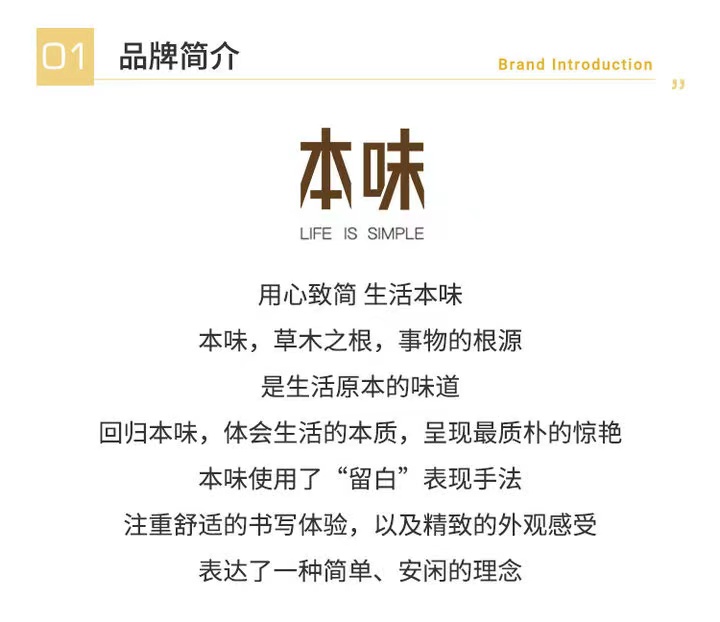 01 品牌简介
Brand Introduction
”
本味
LIFE IS SIMPLE
用心致简 生活本味
本味，草木之根，事物的根源
是生活原本的味道
回归本味，体会生活的本质，呈现最质朴的惊艳
本味使用了“留白”表现手法
注重舒适的书写体验，以及精致的外观感受
表达了一种简单、安闲的理念